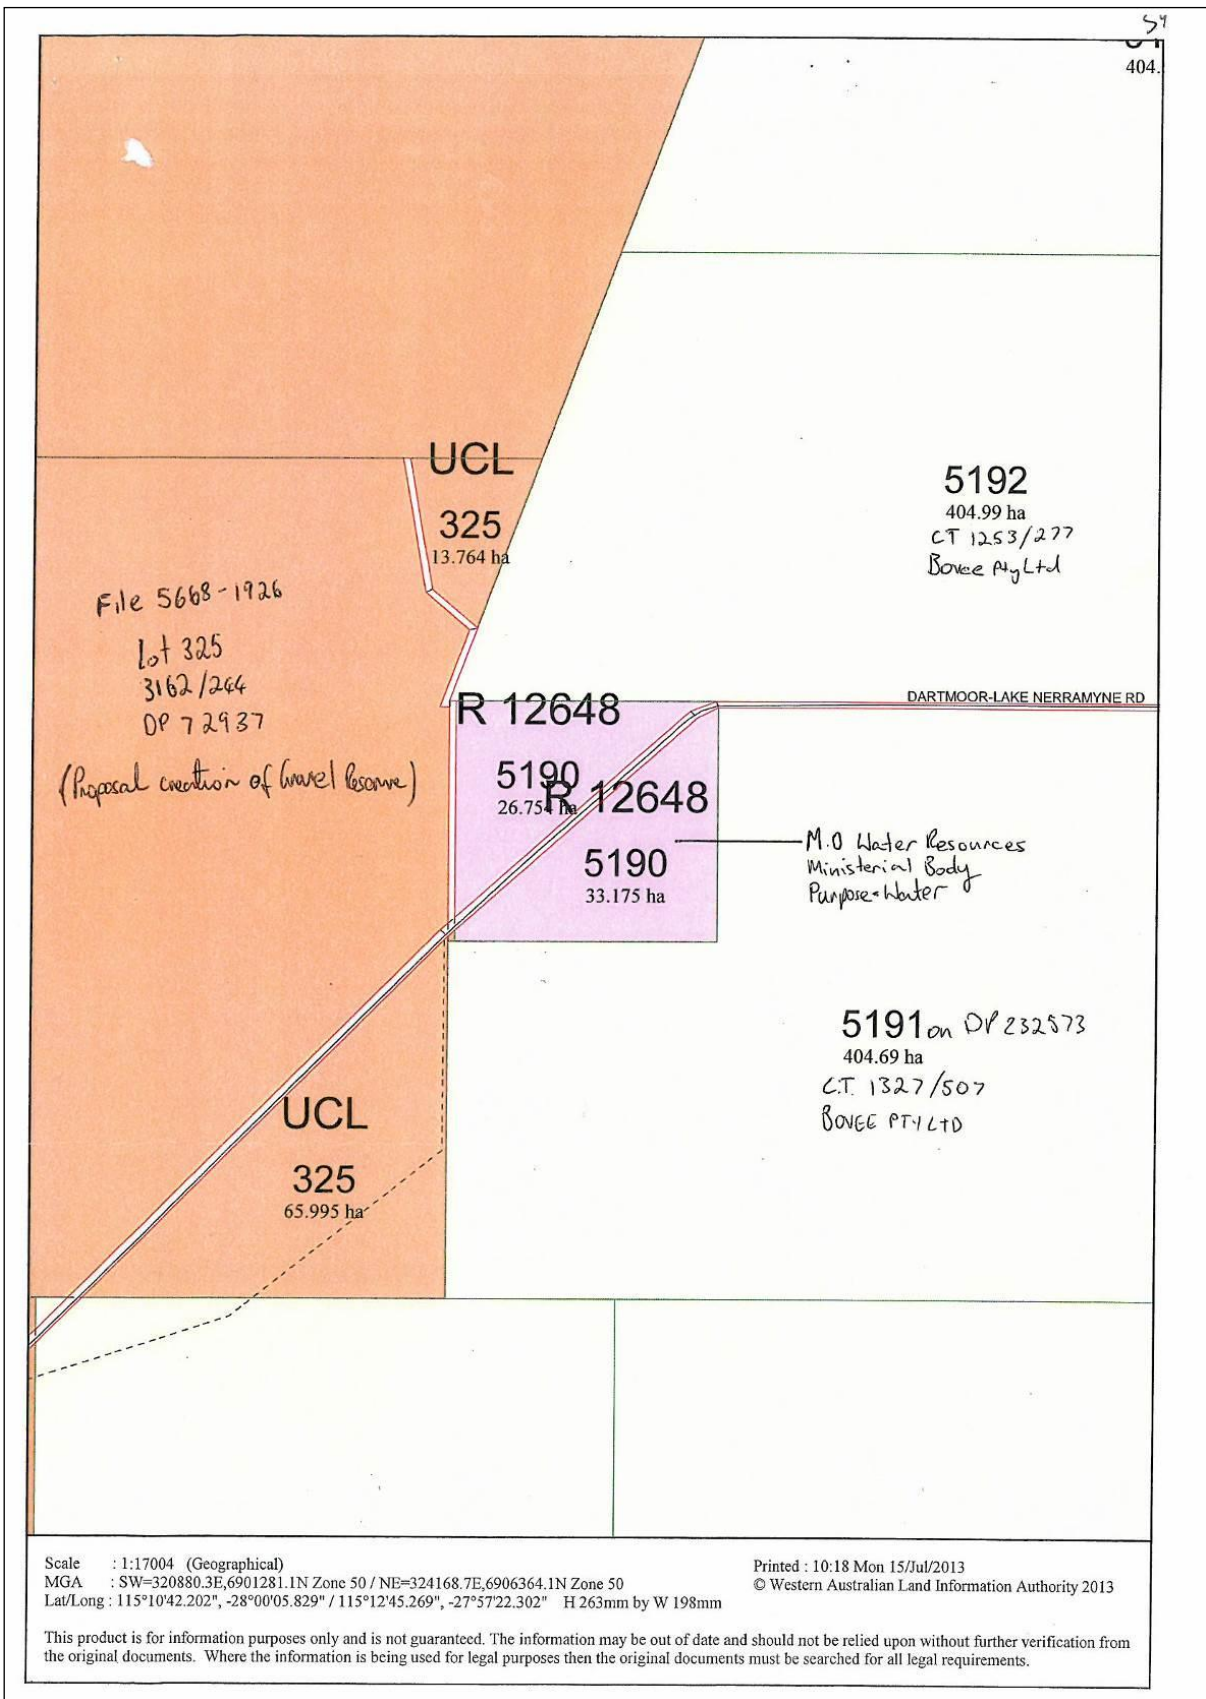 54
404.
UCL
325
13.764 ha
5192
404.99 ha
CT 1253/277
Bovee Pty Ltd
File 5668-1926
Lot 325
3162/244
DP 72937
(Proposal creation of Gravel Reserve)
R 12648
5190
26.754 ha
DARTMOOR-LAKE NERRAMYNE RD
R 12648
5190
33.175 ha
M.O Water Resources
Ministerial Body
Purpose - Water
5191 on DP 232573
404.69 ha
C.T. 1327/507
BOVEE PTY LTD
UCL
325
65.995 ha
Scale : 1:17004 (Geographical)
MGA : SW=320880.3E,6901281.1N Zone 50 / NE=324168.7E,6906364.1N Zone 50
Lat/Long : 115°10'42.202", -28°00'05.829" / 115°12'45.269", -27°57'22.302" H 263mm by W 198mm
Printed : 10:18 Mon 15/Jul/2013
© Western Australian Land Information Authority 2013
This product is for information purposes only and is not guaranteed. The information may be out of date and should not be relied upon without further verification from
the original documents. Where the information is being used for legal purposes then the original documents must be searched for all legal requirements.